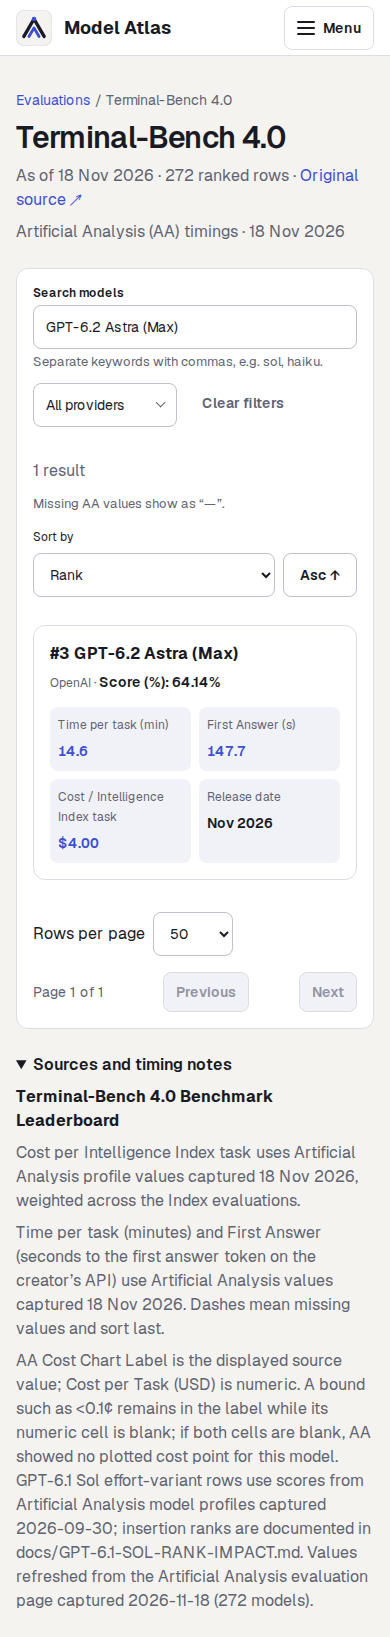 Model Atlas
Menu
Evaluations / Terminal-Bench 4.0
Terminal-Bench 4.0
As of 18 Nov 2026 · 272 ranked rows · Original
source ↗
Artificial Analysis (AA) timings · 18 Nov 2026
Search models
GPT-6.2 Astra (Max)
Separate keywords with commas, e.g. sol, haiku.
All providers
Clear filters
1 result
Missing AA values show as “—”.
Sort by
Rank
Asc ↑
#3 GPT-6.2 Astra (Max)
OpenAI · Score (%): 64.14%
Time per task (min)
14.6
First Answer (s)
147.7
Cost / Intelligence
Index task
$4.00
Release date
Nov 2026
Rows per page
50
Page 1 of 1
Previous
Next
▼ Sources and timing notes
Terminal-Bench 4.0 Benchmark
Leaderboard
Cost per Intelligence Index task uses Artificial
Analysis profile values captured 18 Nov 2026,
weighted across the Index evaluations.
Time per task (minutes) and First Answer
(seconds to the first answer token on the
creator’s API) use Artificial Analysis values
captured 18 Nov 2026. Dashes mean missing
values and sort last.
AA Cost Chart Label is the displayed source
value; Cost per Task (USD) is numeric. A bound
such as <0.1¢ remains in the label while its
numeric cell is blank; if both cells are blank, AA
showed no plotted cost point for this model.
GPT-6.1 Sol effort-variant rows use scores from
Artificial Analysis model profiles captured
2026-09-30; insertion ranks are documented in
docs/GPT-6.1-SOL-RANK-IMPACT.md. Values
refreshed from the Artificial Analysis evaluation
page captured 2026-11-18 (272 models).